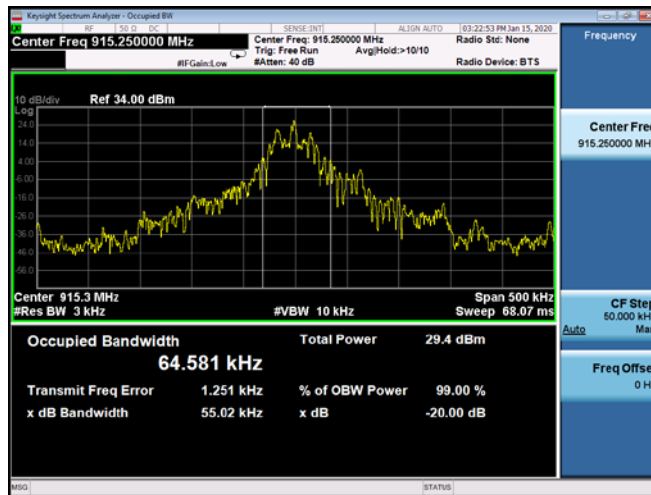 Keysight Spectrum Analyzer - Occupied BW
RF 50 Ω DC SENSE:INT ALIGN AUTO 03:22:53 PM Jan 15, 2020
Center Freq 915.250000 MHz
Center Freq: 915.250000 MHz
Radio Std: None
Trig: Free Run Avg|Hold:>10/10
#IFGain:Low
#Atten: 40 dB
Radio Device: BTS
10 dB/div Ref 34.00 dBm
Log
24.0
14.0
4.00
-6.00
-16.0
-26.0
-36.0
-46.0
-56.0
Center 915.3 MHz Span 500 kHz
#Res BW 3 kHz #VBW 10 kHz Sweep 68.07 ms
Occupied Bandwidth Total Power 29.4 dBm
64.581 kHz
Transmit Freq Error 1.251 kHz % of OBW Power 99.00 %
x dB Bandwidth 55.02 kHz x dB -20.00 dB
MSG STATUS
Frequency
Center Fre
915.250000 MH
CF Step
50.000 kH
Auto Ma
Freq Offse
0 H